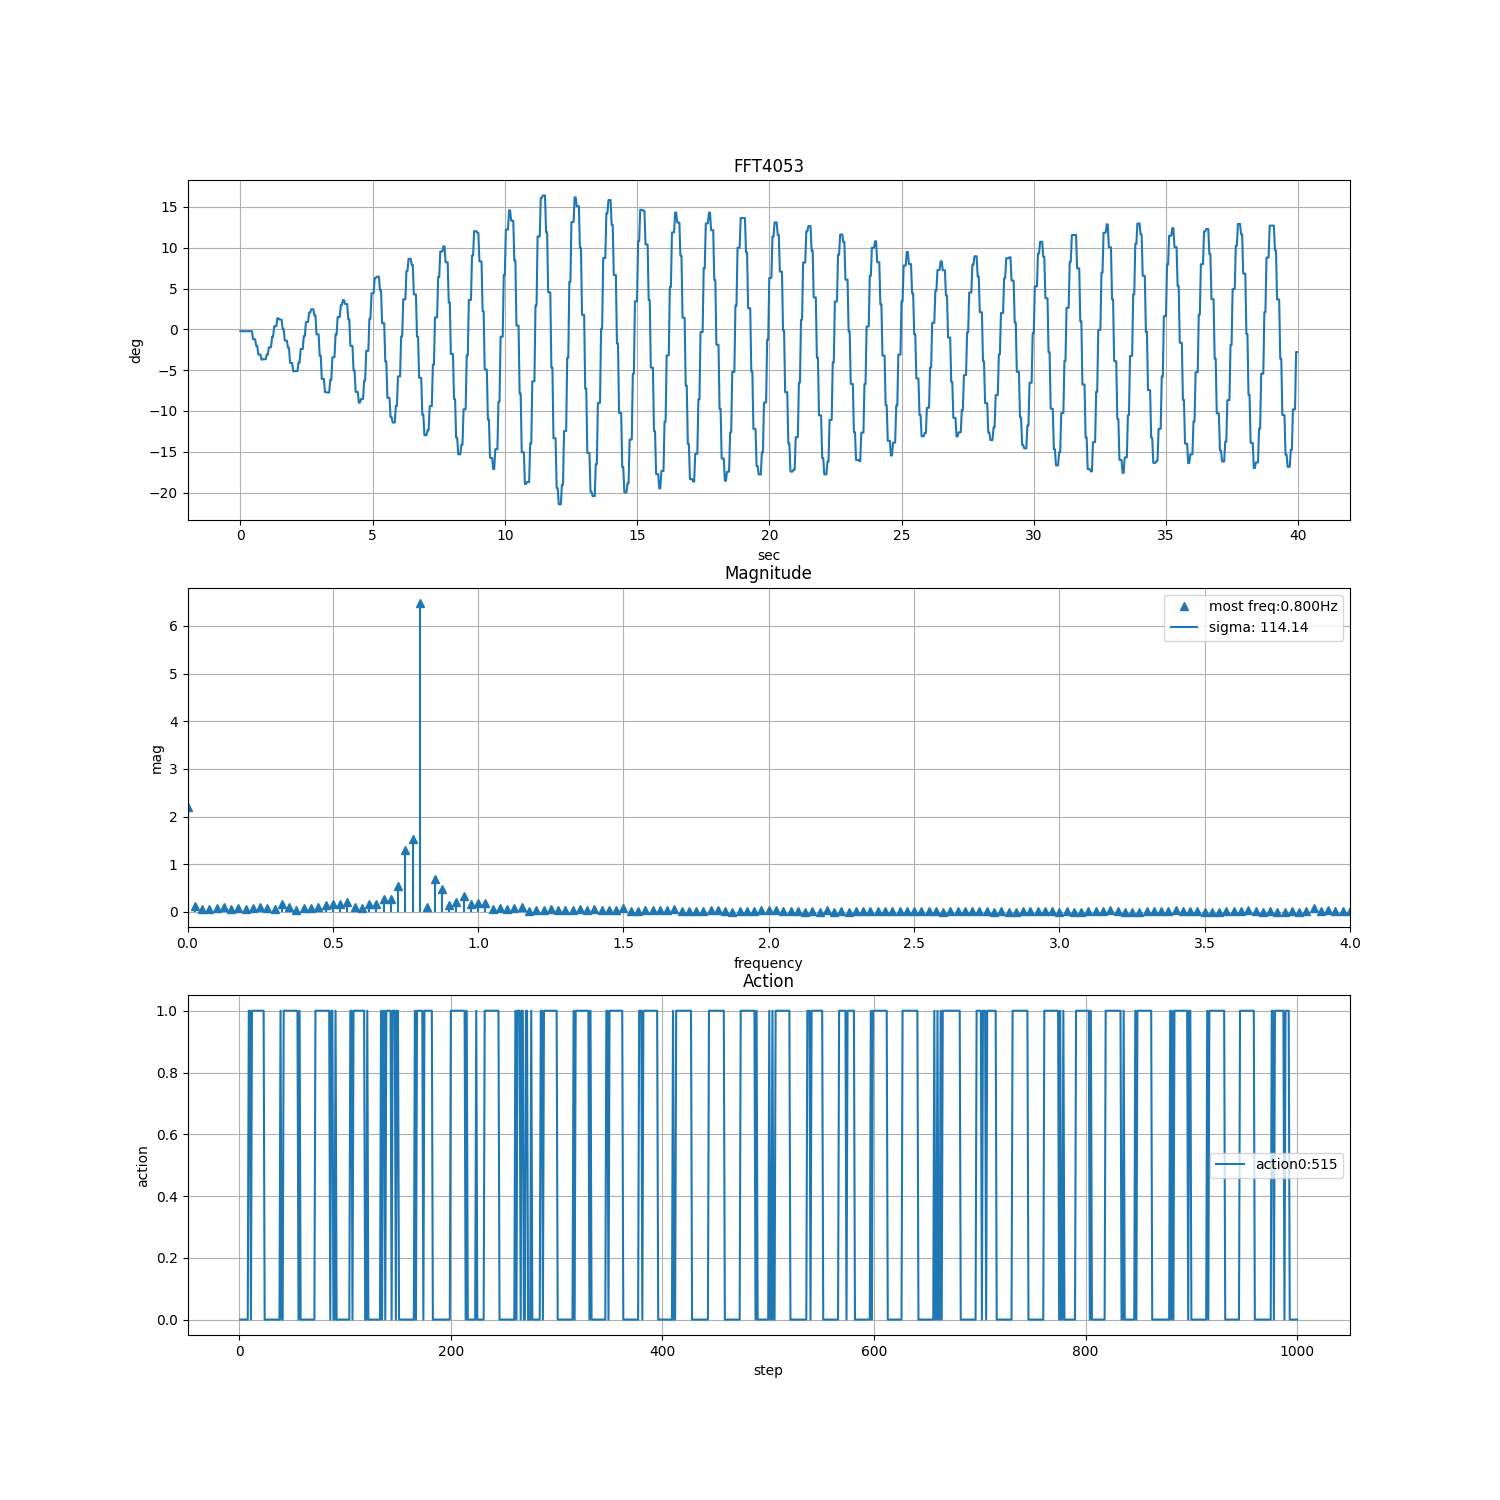 FFT4053
15
10
5
0
−5
−10
−15
−20
deg
0 5 10 15 20 25 30 35 40
sec
Magnitude
most freq:0.800Hz
sigma: 114.14
6
5
4
3
2
1
0
mag
0.0 0.5 1.0 1.5 2.0 2.5 3.0 3.5 4.0
frequency
Action
1.0
0.8
0.6
0.4
0.2
0.0
action
action0:515
0 200 400 600 800 1000
step